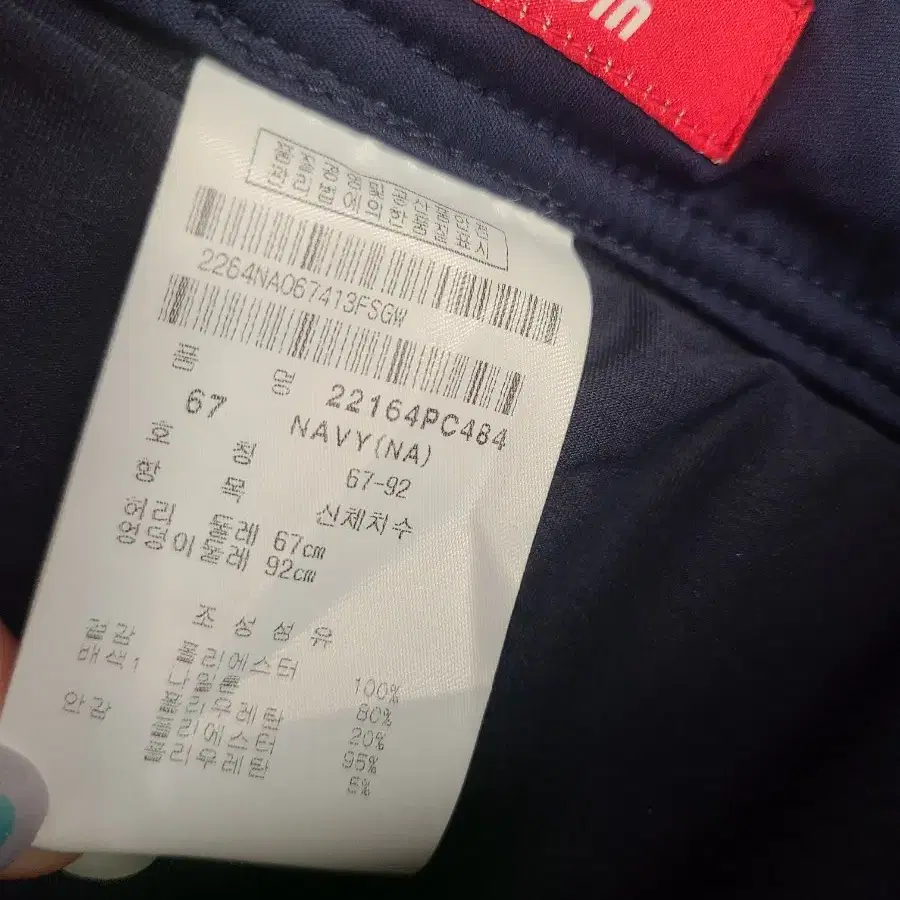 2264NA067413FSGW
품 명 22164PC484
67 NAVY(NA)
호 칭 67-92
항 목 신체치수
허리 둘레 67cm
엉덩이둘레 92cm
조 성 섬 유
겉감 폴리에스터 100%
배색1 나일론 80%
폴리우레탄 20%
안감 폴리에스터 95%
폴리우레탄 5%